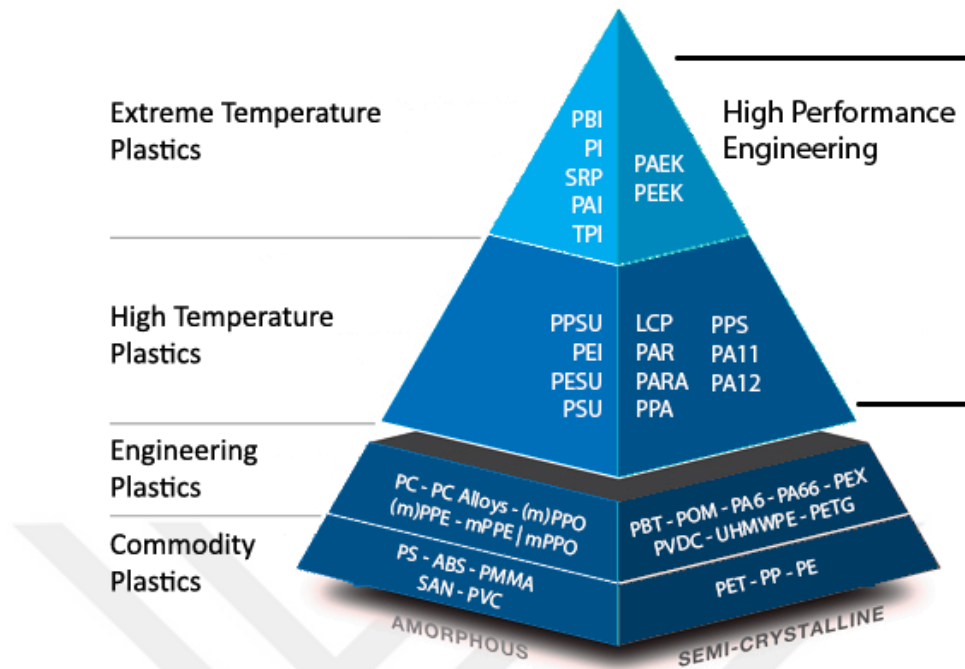 Extreme Temperature
Plastics
PBI
PI
SRP
PAI
TPI
PAEK
PEEK
High Performance
Engineering
High Temperature
Plastics
PPSU
PEI
PESU
PSU
LCP
PAR
PARA
PPA
PPS
PA11
PA12
Engineering
Plastics
PC - PC Alloys - (m)PPO
(m)PPE - mPPE | mPPO
PBT - POM - PA6 - PA66 - PEX
PVDC - UHMWPE - PETG
Commodity
Plastics
PS - ABS - PMMA
SAN - PVC
PET - PP - PE
AMORPHOUS
SEMI-CRYSTALLINE